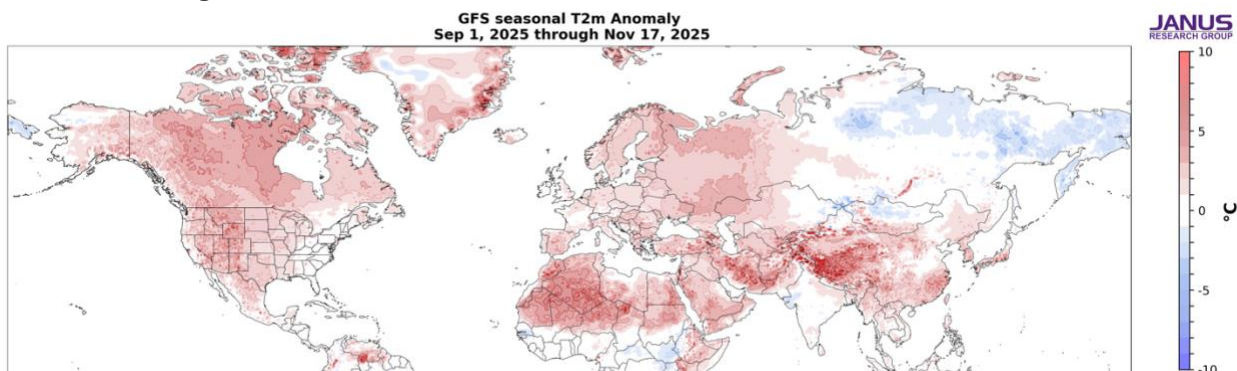 GFS seasonal T2m Anomaly
Sep 1, 2025 through Nov 17, 2025
JANUS
RESEARCH GROUP
10
5
0
-5
-10
°C